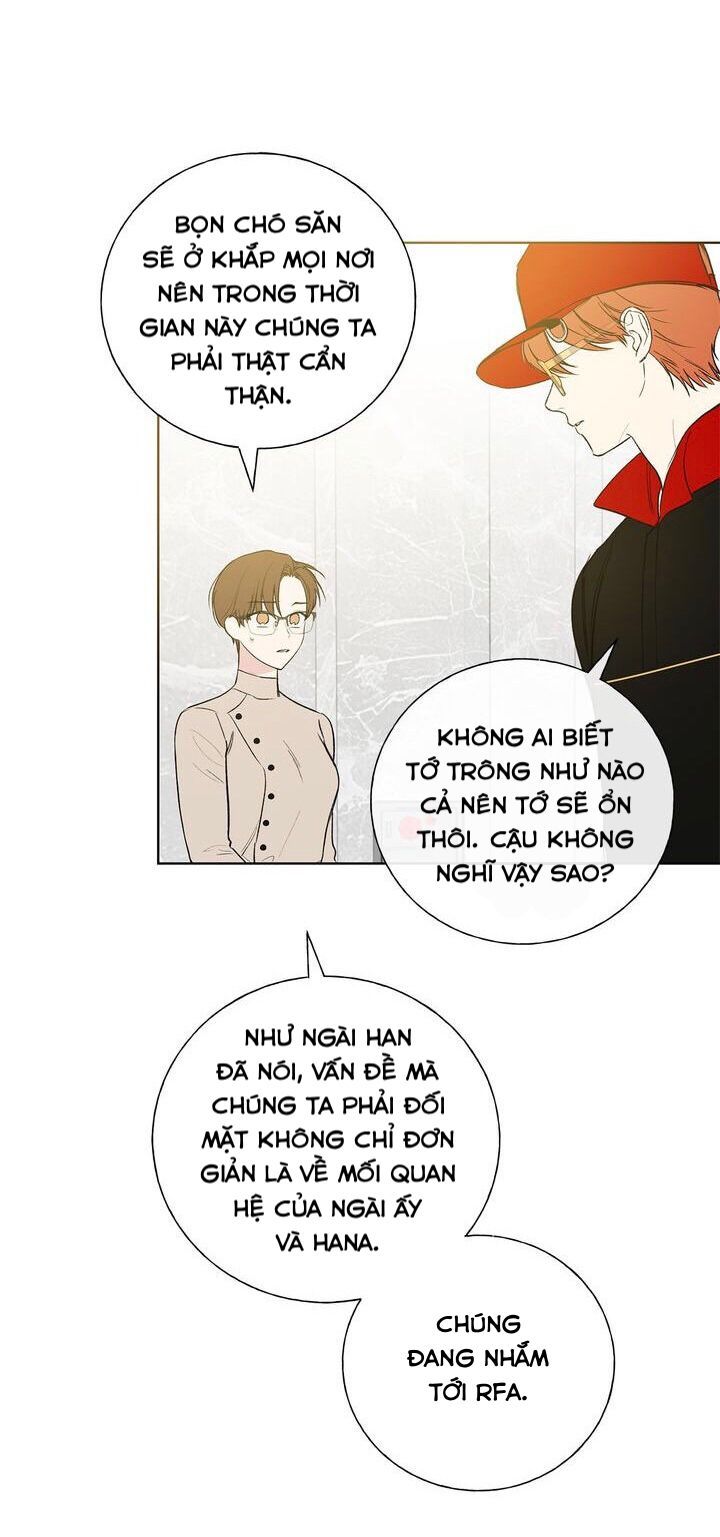 BỌN CHÓ SĂN
SẼ Ở KHẮP MỌI NƠI
NÊN TRONG THỜI
GIAN NÀY CHÚNG TA
PHẢI THẬT CẨN
THẬN.
KHÔNG AI BIẾT
TỚ TRÔNG NHƯ NÀO
CẢ NÊN TỚ SẼ ỔN
THÔI. CẬU KHÔNG
NGHĨ VẬY SAO?
NHƯ NGÀI HAN
ĐÃ NÓI, VẤN ĐỀ MÀ
CHÚNG TA PHẢI ĐỐI
MẶT KHÔNG CHỈ ĐƠN
GIẢN LÀ VỀ MỐI QUAN
HỆ CỦA NGÀI ẤY
VÀ HANA.
CHÚNG
ĐANG NHẮM
TỚI RFA.